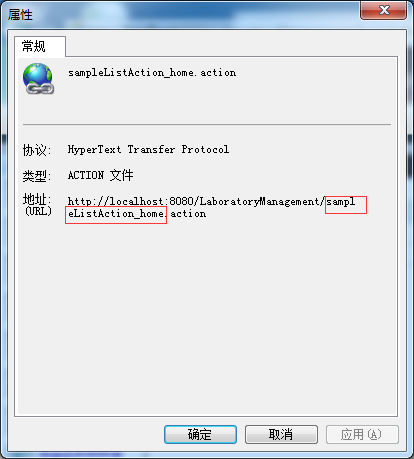 属性
常规
sampleListAction_home.action
协议: HyperText Transfer Protocol
类型: ACTION 文件
地址: http://localhost:8080/LaboratoryManagement/sampl
(URL) eListAction_home.action
确定 取消 应用(A)